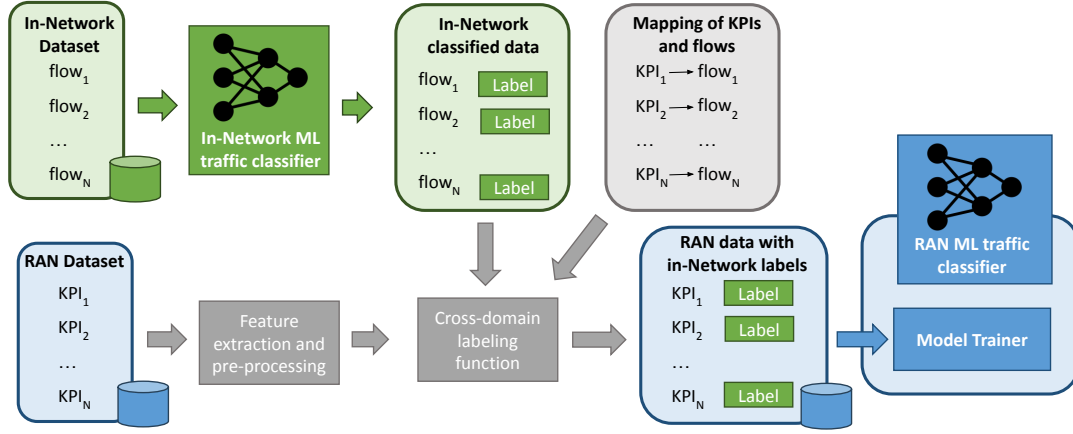 In-Network
Dataset
flow1
flow2
...
flowN
In-Network ML
traffic classifier
In-Network
classified data
flow1 Label
flow2 Label
...
flowN Label
Mapping of KPIs
and flows
KPI1 flow1
KPI2 flow2
... ...
KPIN flowN
RAN Dataset
KPI1
KPI2
...
KPIN
Feature
extraction and
pre-processing
Cross-domain
labeling
function
RAN data with
in-Network labels
KPI1 Label
KPI2 Label
...
KPIN Label
RAN ML traffic
classifier
Model Trainer